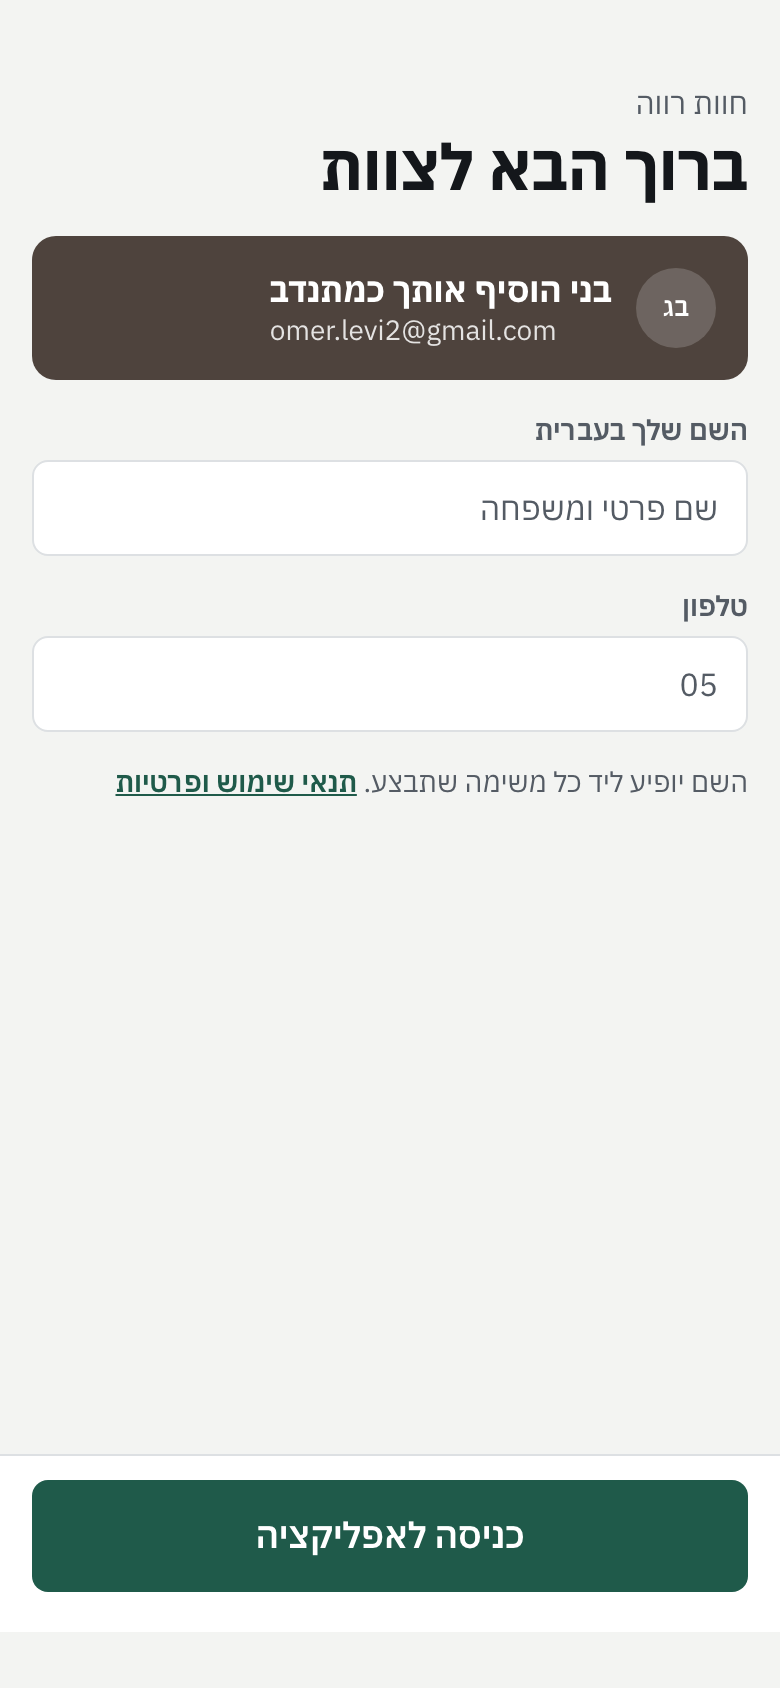 חוות רווה
ברוך הבא לצוות
בג
בני הוסיף אותך כמתנדב
omer.levi2@gmail.com
השם שלך בעברית
שם פרטי ומשפחה
טלפון
05
השם יופיע ליד כל משימה שתבצע. תנאי שימוש ופרטיות
כניסה לאפליקציה